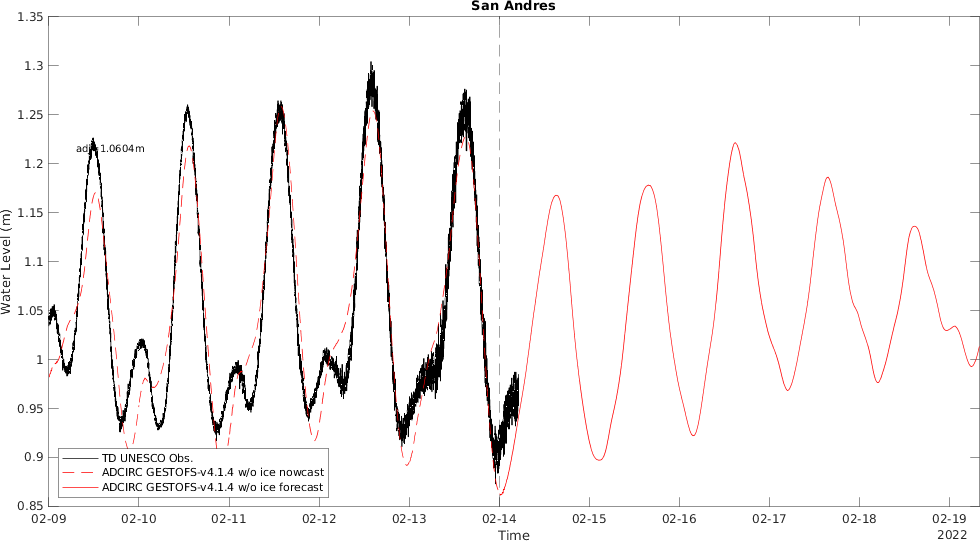 San Andres
1.35
1.3
1.25
1.2
1.15
1.1
1.05
1
0.95
0.9
0.85
Water Level (m)
1.0604m
TD UNESCO Obs.
ADCIRC GESTOFS-v4.1.4 w/o ice nowcast
ADCIRC GESTOFS-v4.1.4 w/o ice forecast
02-09 02-10 02-11 02-12 02-13 02-14 02-15 02-16 02-17 02-18 02-19
Time
2022